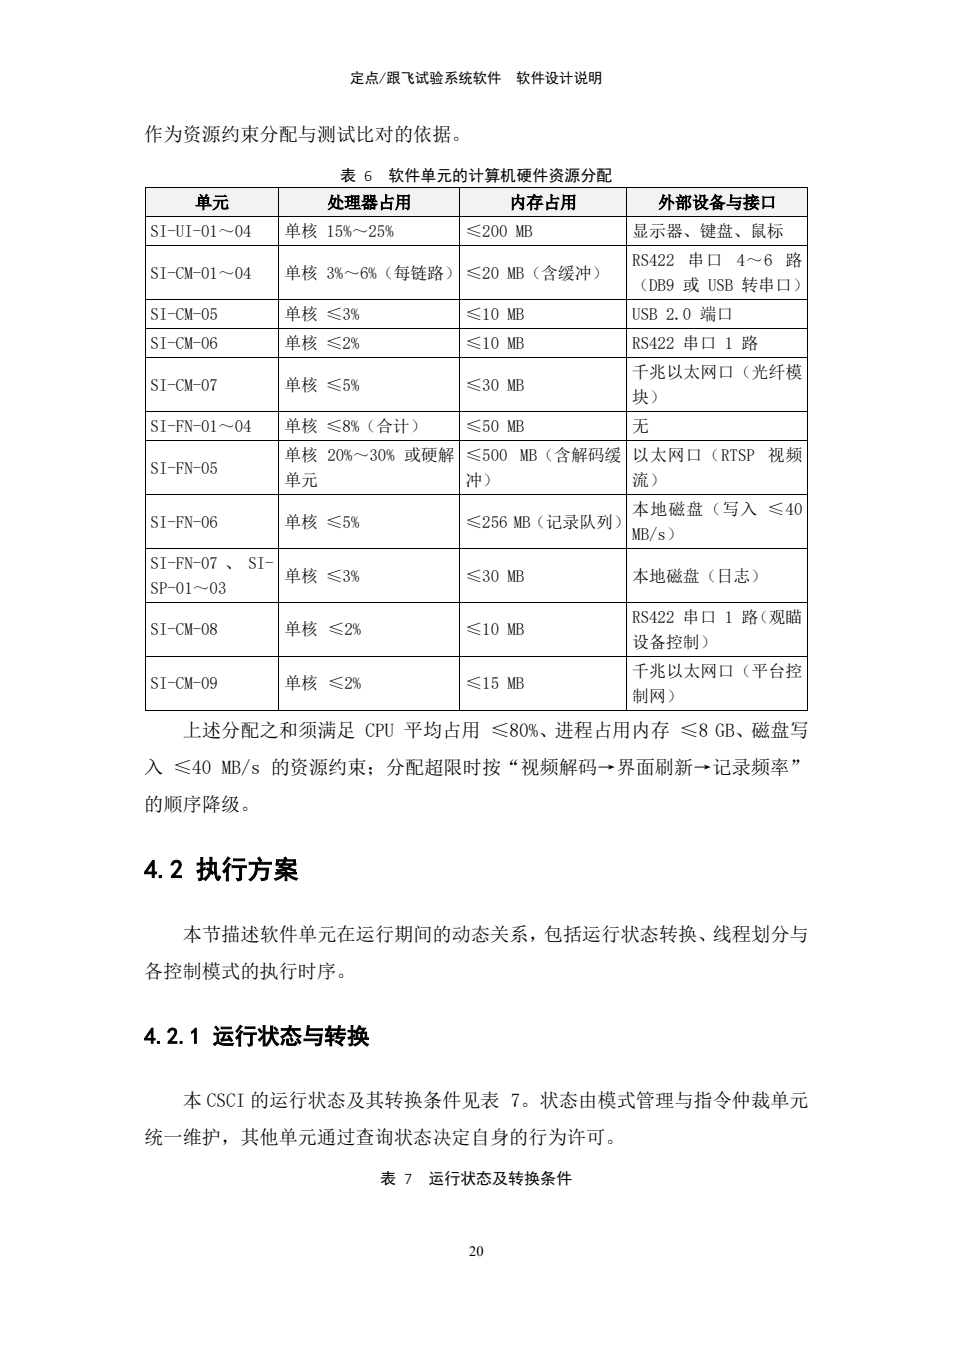 定点/跟飞试验系统软件　软件设计说明
作为资源约束分配与测试比对的依据。
表 6　软件单元的计算机硬件资源分配
单元　处理器占用　内存占用　外部设备与接口
SI-UI-01～04　单核 15%～25%　≤200 MB　显示器、键盘、鼠标
SI-CM-01～04　单核 3%～6%（每链路）　≤20 MB（含缓冲）　RS422 串口 4～6 路
（DB9 或 USB 转串口）
SI-CM-05　单核 ≤3%　≤10 MB　USB 2.0 端口
SI-CM-06　单核 ≤2%　≤10 MB　RS422 串口 1 路
SI-CM-07　单核 ≤5%　≤30 MB　千兆以太网口（光纤模
块）
SI-FN-01～04　单核 ≤8%（合计）　≤50 MB　无
SI-FN-05　单核 20%～30% 或硬解
单元　≤500 MB（含解码缓
冲）　以太网口（RTSP 视频
流）
SI-FN-06　单核 ≤5%　≤256 MB（记录队列）　本地磁盘（写入 ≤40
MB/s）
SI-FN-07 、 SI-
SP-01～03　单核 ≤3%　≤30 MB　本地磁盘（日志）
SI-CM-08　单核 ≤2%　≤10 MB　RS422 串口 1 路（观瞄
设备控制）
SI-CM-09　单核 ≤2%　≤15 MB　千兆以太网口（平台控
制网）
上述分配之和须满足 CPU 平均占用 ≤80%、进程占用内存 ≤8 GB、磁盘写
入 ≤40 MB/s 的资源约束；分配超限时按“视频解码→界面刷新→记录频率”
的顺序降级。
4.2 执行方案
本节描述软件单元在运行期间的动态关系，包括运行状态转换、线程划分与
各控制模式的执行时序。
4.2.1 运行状态与转换
本 CSCI 的运行状态及其转换条件见表 7。状态由模式管理与指令仲裁单元
统一维护，其他单元通过查询状态决定自身的行为许可。
表 7　运行状态及转换条件
20